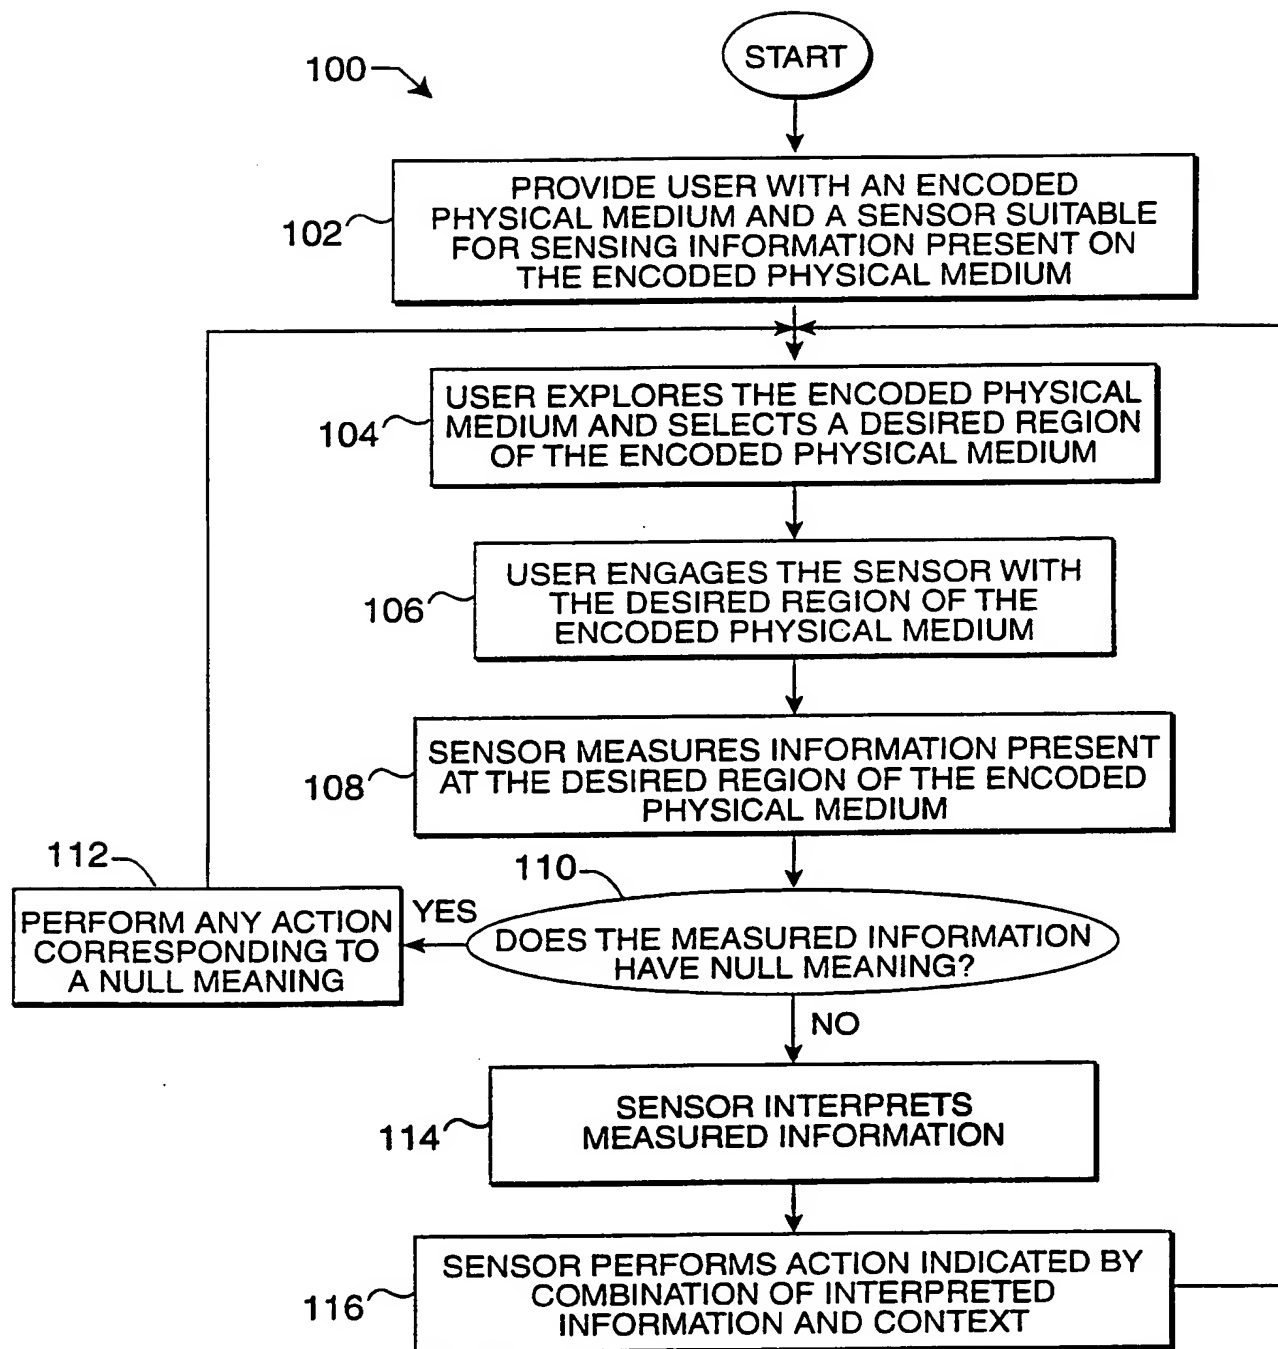 START
100
PROVIDE USER WITH AN ENCODED
PHYSICAL MEDIUM AND A SENSOR SUITABLE
FOR SENSING INFORMATION PRESENT ON
THE ENCODED PHYSICAL MEDIUM
102
USER EXPLORES THE ENCODED PHYSICAL
MEDIUM AND SELECTS A DESIRED REGION
OF THE ENCODED PHYSICAL MEDIUM
104
USER ENGAGES THE SENSOR WITH
THE DESIRED REGION OF THE
ENCODED PHYSICAL MEDIUM
106
SENSOR MEASURES INFORMATION PRESENT
AT THE DESIRED REGION OF THE ENCODED
PHYSICAL MEDIUM
108
110
DOES THE MEASURED INFORMATION
HAVE NULL MEANING?
YES
112
PERFORM ANY ACTION
CORRESPONDING TO
A NULL MEANING
NO
SENSOR INTERPRETS
MEASURED INFORMATION
114
SENSOR PERFORMS ACTION INDICATED BY
COMBINATION OF INTERPRETED
INFORMATION AND CONTEXT
116